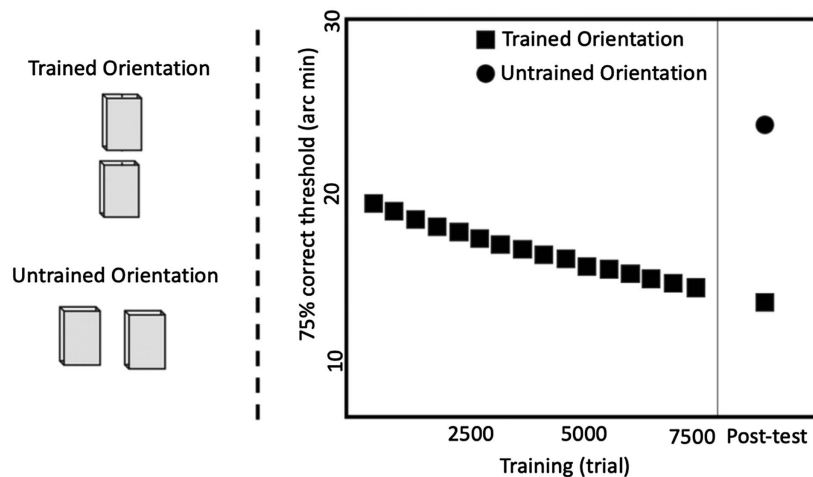 Trained Orientation
Untrained Orientation
75% correct threshold (arc min)
30
20
10
Trained Orientation
Untrained Orientation
2500
5000
7500
Post-test
Training (trial)